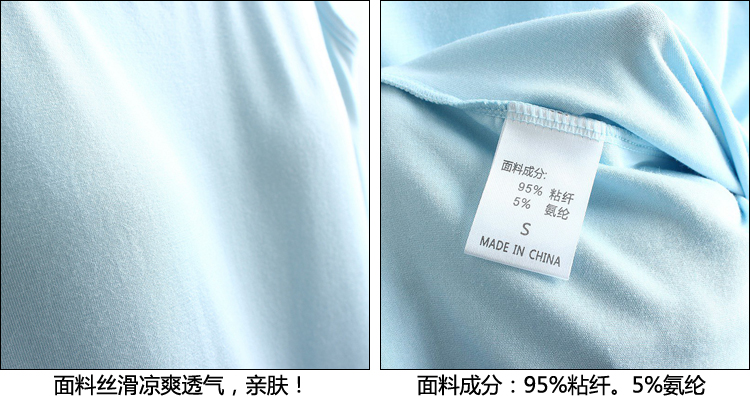 面料成分:
95% 粘纤
5% 氨纶
S
MADE IN CHINA
面料丝滑凉爽透气，亲肤！
面料成分：95%粘纤。5%氨纶